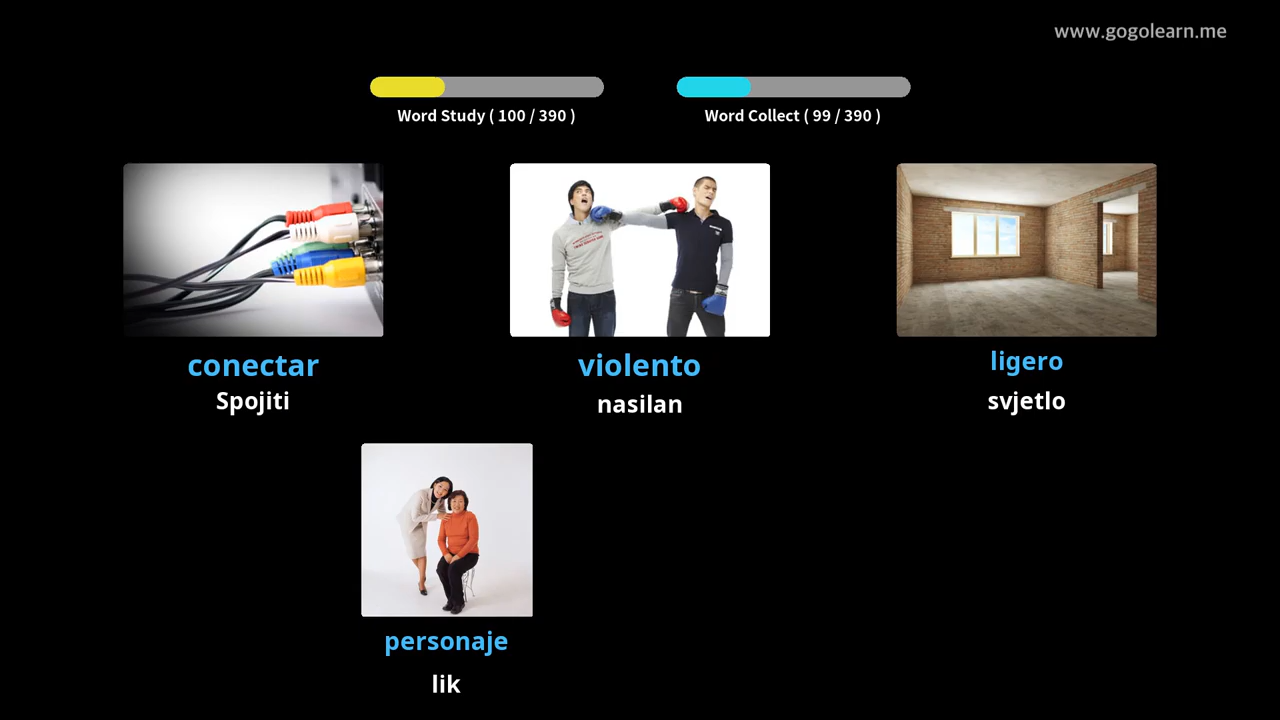 www.gogolearn.me
Word Study ( 100 / 390 )
Word Collect ( 99 / 390 )
conectar
Spojiti
violento
nasilan
ligero
svjetlo
personaje
lik